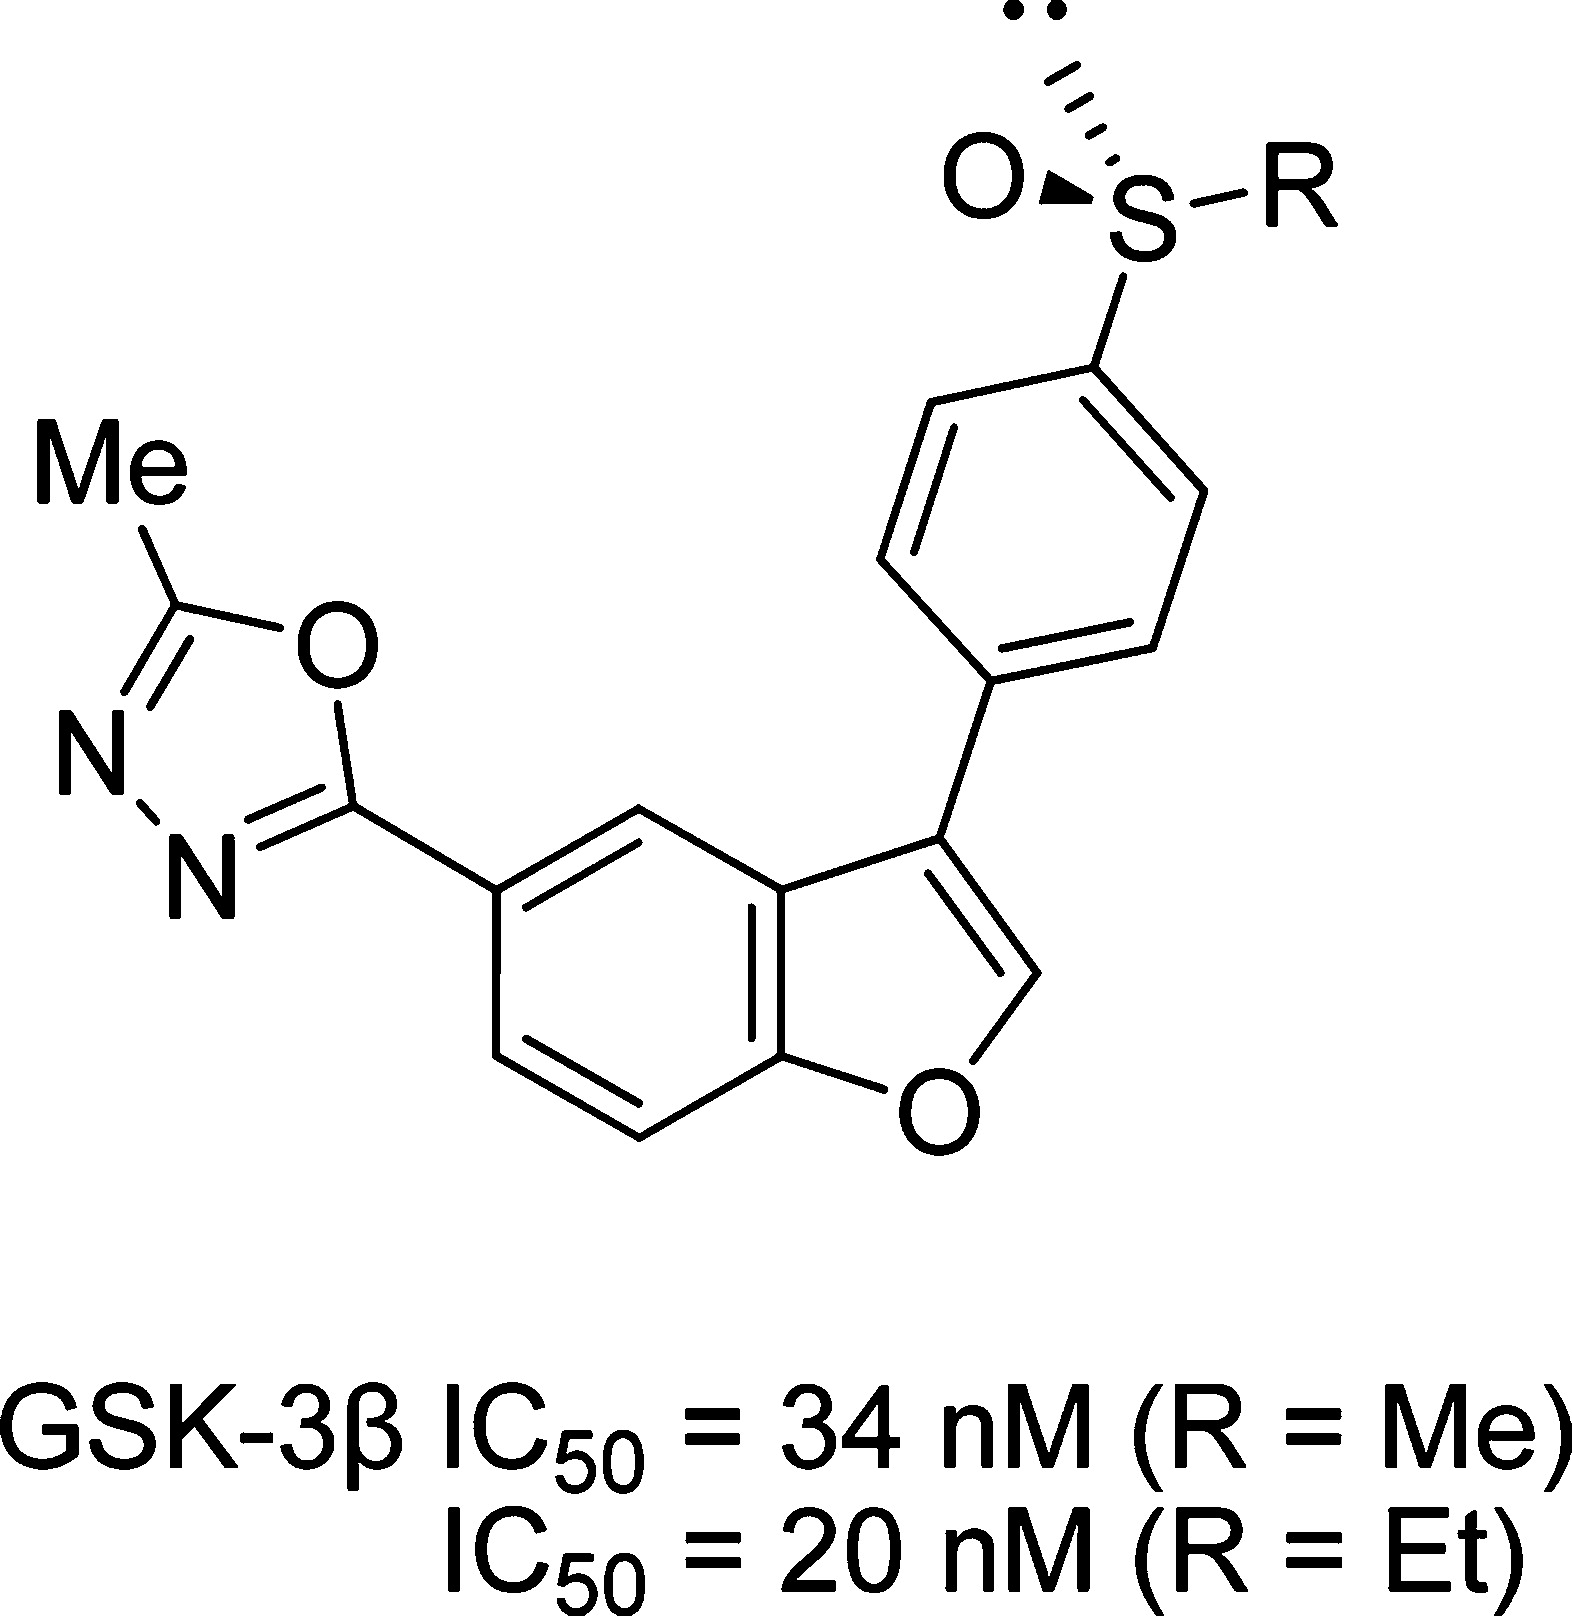 O
S
R
Me
O
N
N
O
GSK-3β IC50 = 34 nM (R = Me)
IC50 = 20 nM (R = Et)